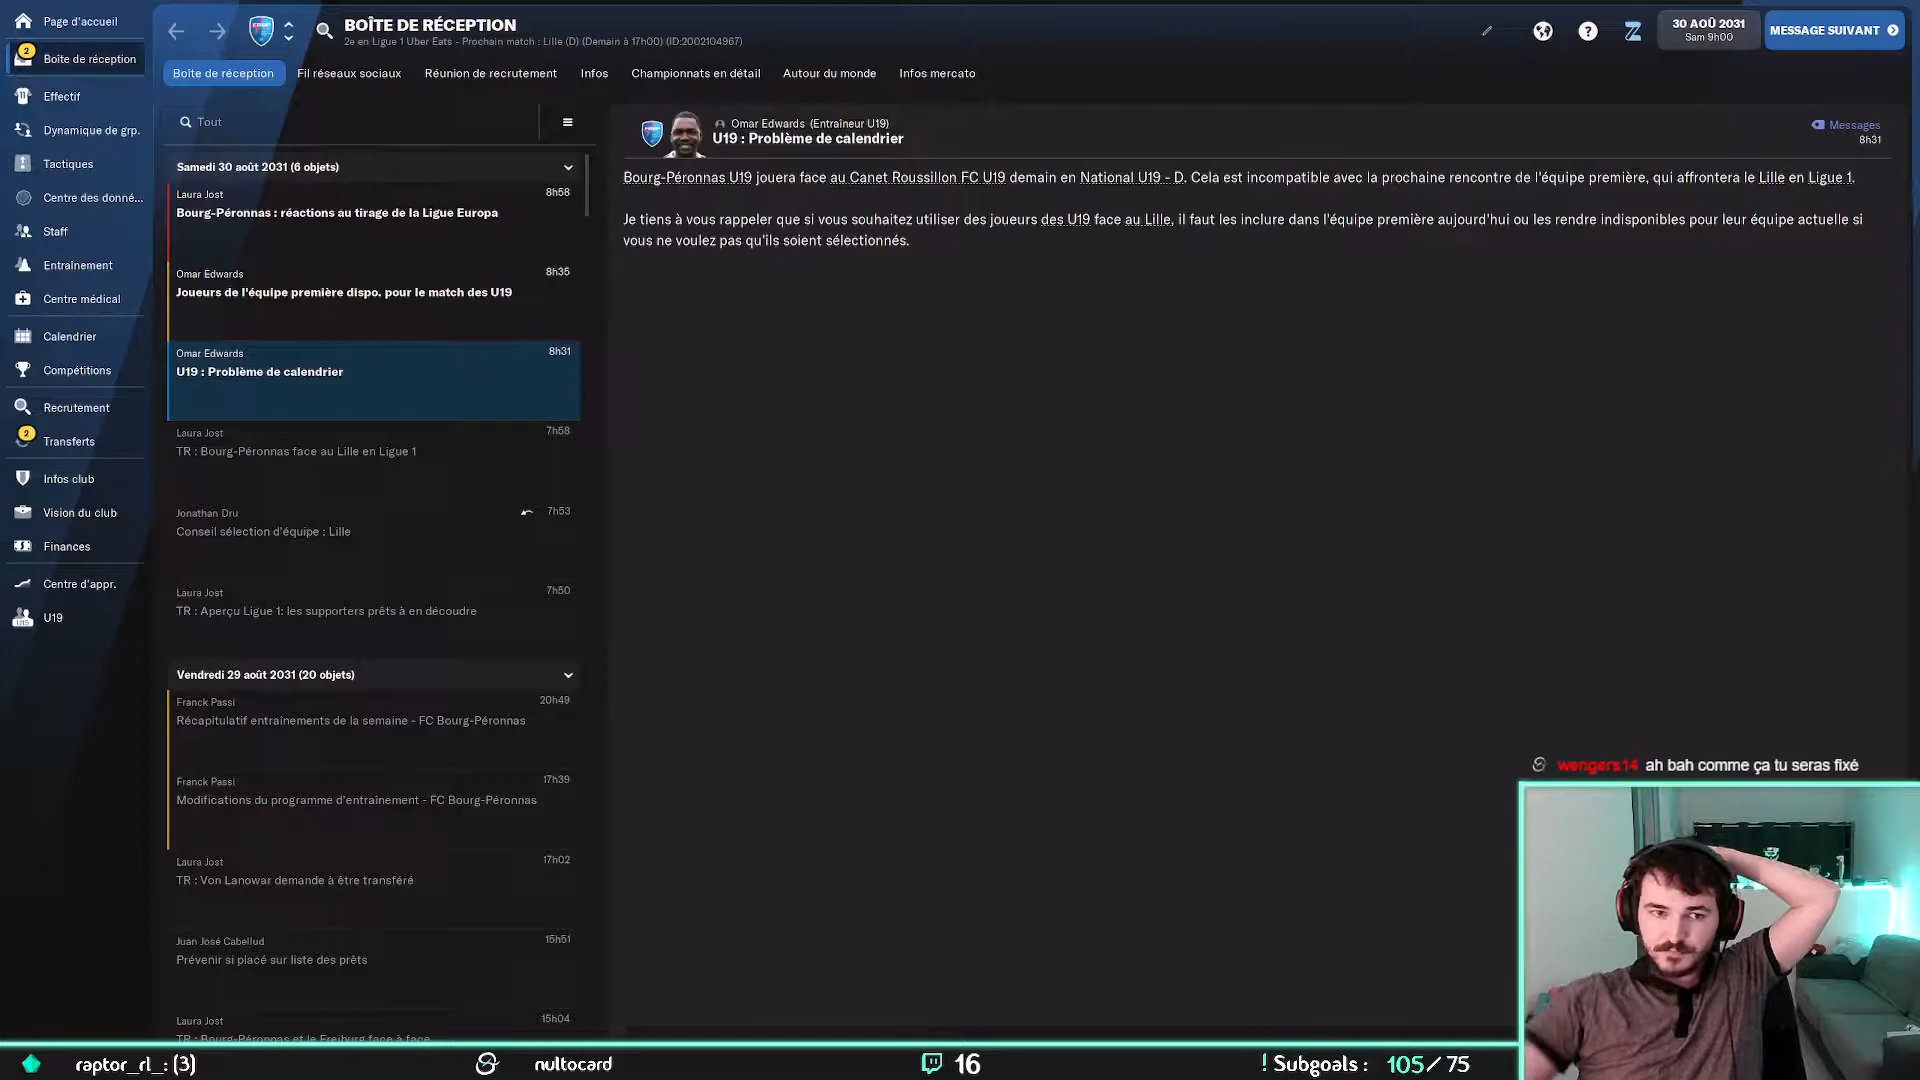 Page d'accueil
2
Boîte de réception
Effectif
Dynamique de grp.
Tactiques
Centre des donné...
Staff
Entraînement
Centre médical
Calendrier
Compétitions
Recrutement
2
Transferts
Infos club
Vision du club
Finances
Centre d'appr.
U19
BOÎTE DE RÉCEPTION
2e en Ligue 1 Uber Eats - Prochain match : Lille (D) (Demain à 17h00) (ID:2002104967)
30 AOÛ 2031
Sam 9h00
MESSAGE SUIVANT
Boîte de réception
Fil réseaux sociaux
Réunion de recrutement
Infos
Championnats en détail
Autour du monde
Infos mercato
Tout
Samedi 30 août 2031 (6 objets)
Laura Jost 8h58
Bourg-Péronnas : réactions au tirage de la Ligue Europa
Omar Edwards 8h35
Joueurs de l'équipe première dispo. pour le match des U19
Omar Edwards 8h31
U19 : Problème de calendrier
Laura Jost 7h58
TR : Bourg-Péronnas face au Lille en Ligue 1
Jonathan Dru 7h53
Conseil sélection d'équipe : Lille
Laura Jost 7h50
TR : Aperçu Ligue 1: les supporters prêts à en découdre
Vendredi 29 août 2031 (20 objets)
Franck Passi 20h49
Récapitulatif entraînements de la semaine - FC Bourg-Péronnas
Franck Passi 17h39
Modifications du programme d'entraînement - FC Bourg-Péronnas
Laura Jost 17h02
TR : Von Lanowar demande à être transféré
Juan José Cabellud 15h51
Prévenir si placé sur liste des prêts
Laura Jost 15h04
TR : Bourg-Péronnas et le Freiburg face à face
Omar Edwards (Entraîneur U19)
U19 : Problème de calendrier
Messages
8h31
Bourg-Péronnas U19 jouera face au Canet Roussillon FC U19 demain en National U19 - D. Cela est incompatible avec la prochaine rencontre de l'équipe première, qui affrontera le Lille en Ligue 1.
Je tiens à vous rappeler que si vous souhaitez utiliser des joueurs des U19 face au Lille, il faut les inclure dans l'équipe première aujourd'hui ou les rendre indisponibles pour leur équipe actuelle si
vous ne voulez pas qu'ils soient sélectionnés.
wengers14 ah bah comme ça tu seras fixé
raptor_rl_: (3)
nultocard
16
! Subgoals : 105 / 75